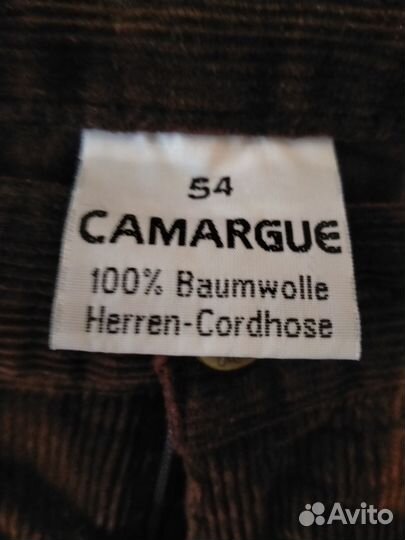 54
CAMARGUE
100% Baumwolle
Herren-Cordhose
Avito